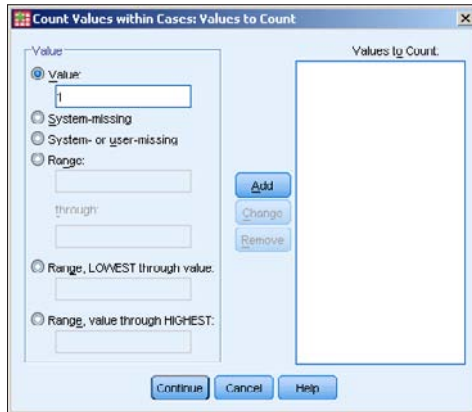 Count Values within Cases: Values to Count
Value
Value:
1
System-missing
System- or user-missing
Range:
through:
Range, LOWEST through value:
Range, value through HIGHEST:
Values to Count:
Add
Change
Remove
Continue
Cancel
Help